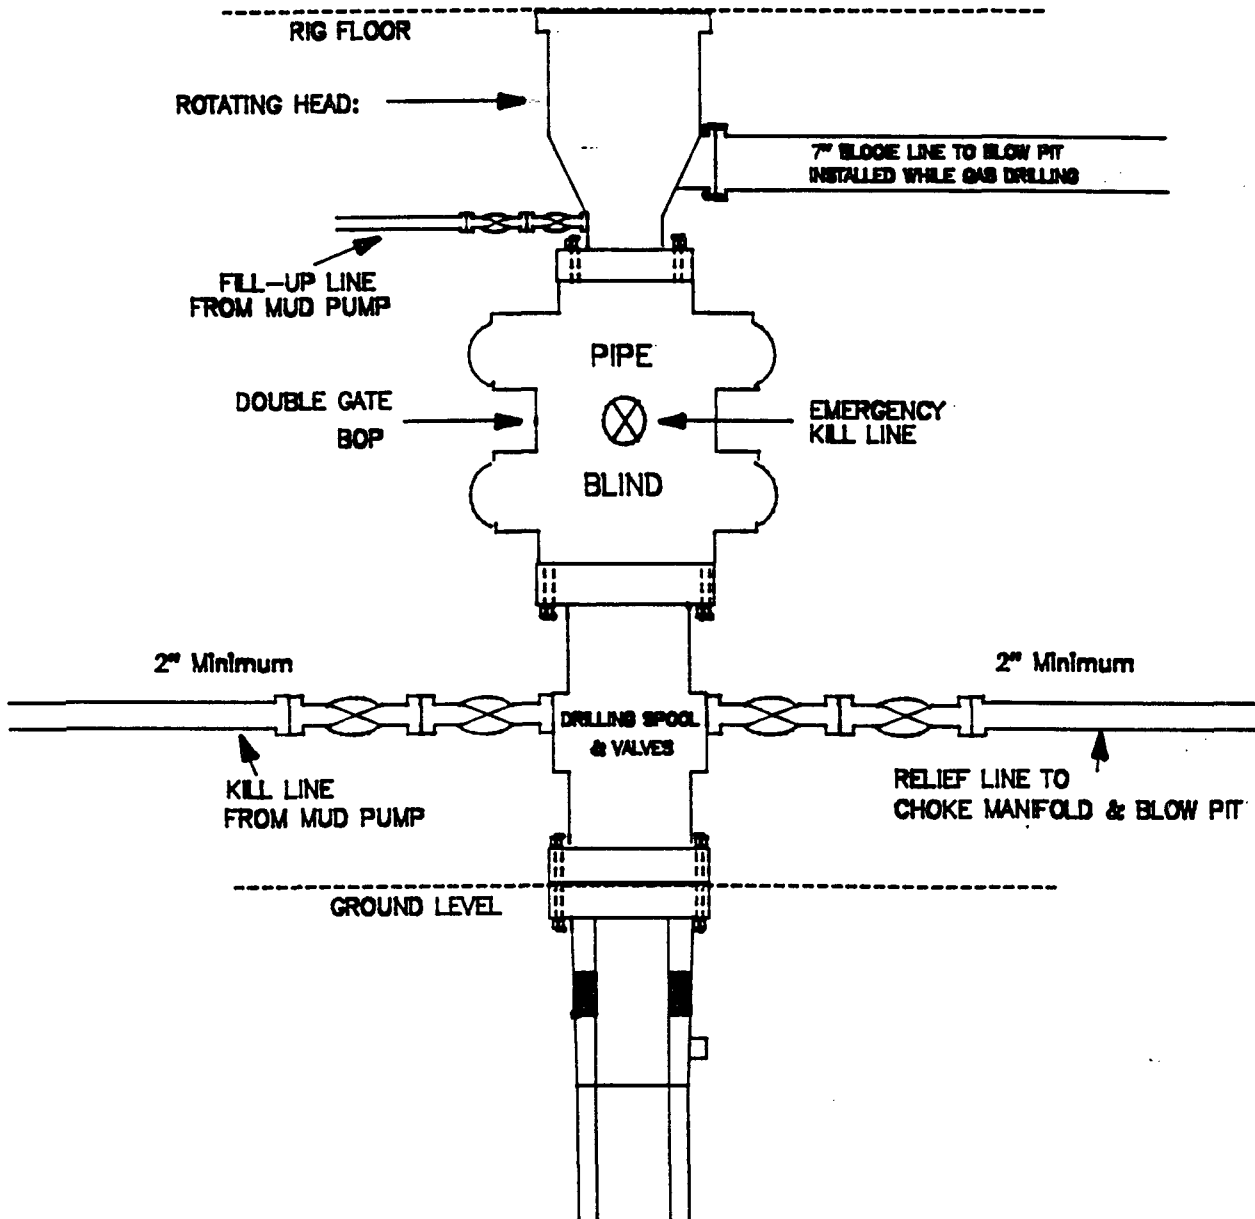 RIG FLOOR
ROTATING HEAD:
7" BLOOIE LINE TO BLOW PIT
INSTALLED WHILE GAS DRILLING
FILL-UP LINE
FROM MUD PUMP
PIPE
DOUBLE GATE
BOP
EMERGENCY
KILL LINE
BLIND
2" Minimum
2" Minimum
DRILLING SPOOL
& VALVES
KILL LINE
FROM MUD PUMP
RELIEF LINE TO
CHOKE MANIFOLD & BLOW PIT
GROUND LEVEL